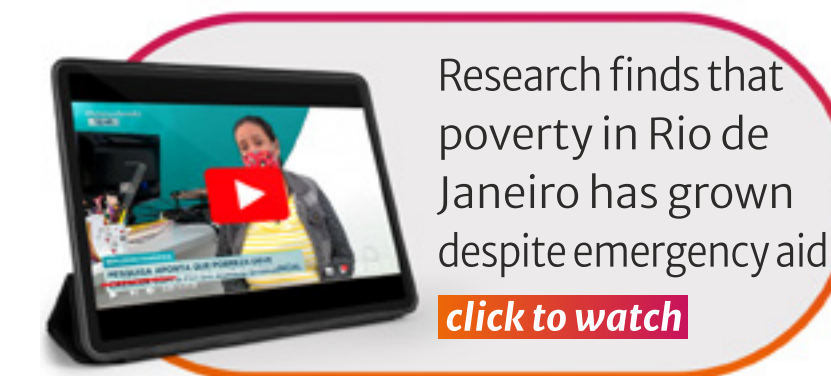 PESQUISA APONTA QUE POBREZA DEVE
Research finds that
poverty in Rio de
Janeiro has grown
despite emergency aid
click to watch